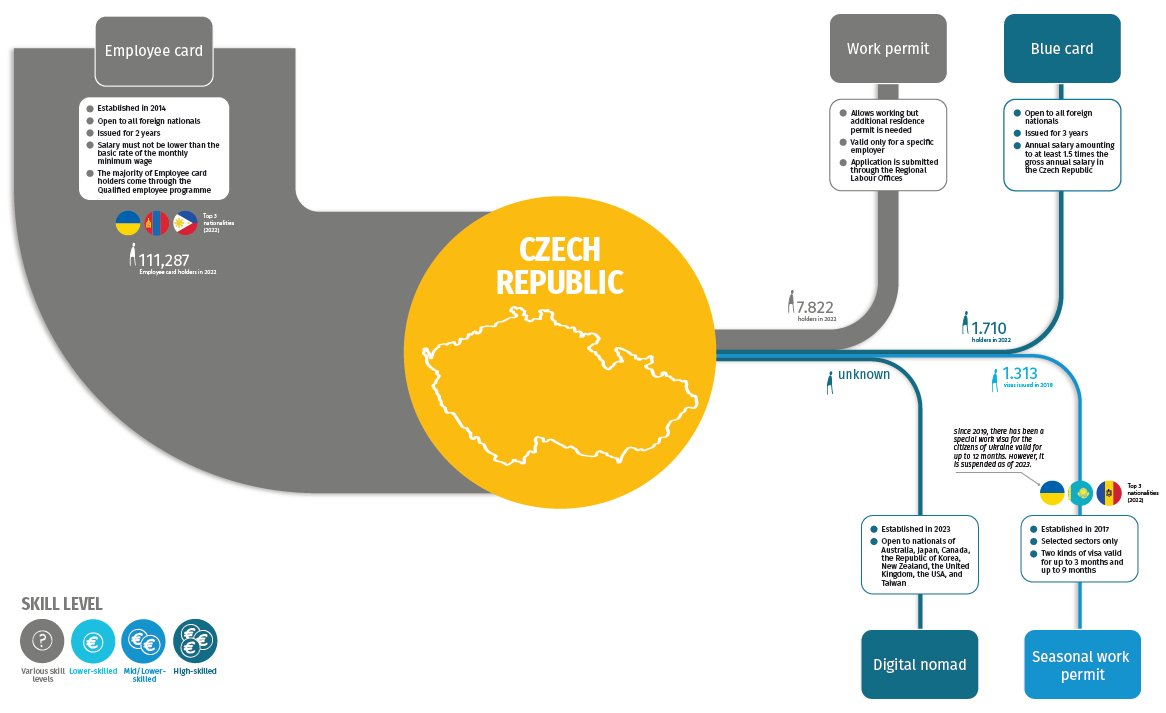 Employee card
Established in 2014
Open to all foreign nationals
Issued for 2 years
Salary must not be lower than the
basic rate of the monthly
minimum wage
The majority of Employee card
holders come through the
Qualified employee programme
Top 3
nationalities
(2022)
111,287
Employee card holders in 2022
CZECH
REPUBLIC
Work permit
Allows working but
additional residence
permit is needed
Valid only for a specific
employer
Application is submitted
through the Regional
Labour Offices
7.822
holders in 2022
Blue card
Open to all foreign
nationals
Issued for 3 years
Annual salary amounting
to at least 1.5 times the
gross annual salary in
the Czech Republic
1.710
holders in 2022
unknown
Established in 2023
Open to nationals of
Australia, Japan, Canada,
the Republic of Korea,
New Zealand, the United
Kingdom, the USA, and
Taiwan
Digital nomad
1.313
visas issued in 2018
Since 2019, there has been a
special work visa for the
citizens of Ukraine valid for
up to 12 months. However, it
is suspended as of 2023.
Top 3
nationalities
(2022)
Established in 2017
Selected sectors only
Two kinds of visa valid
for up to 3 months and
up to 9 months
Seasonal work
permit
SKILL LEVEL
?
€
€ €
€ € €
Various skill
levels
Lower-skilled
Mid/Lower-
skilled
High-skilled